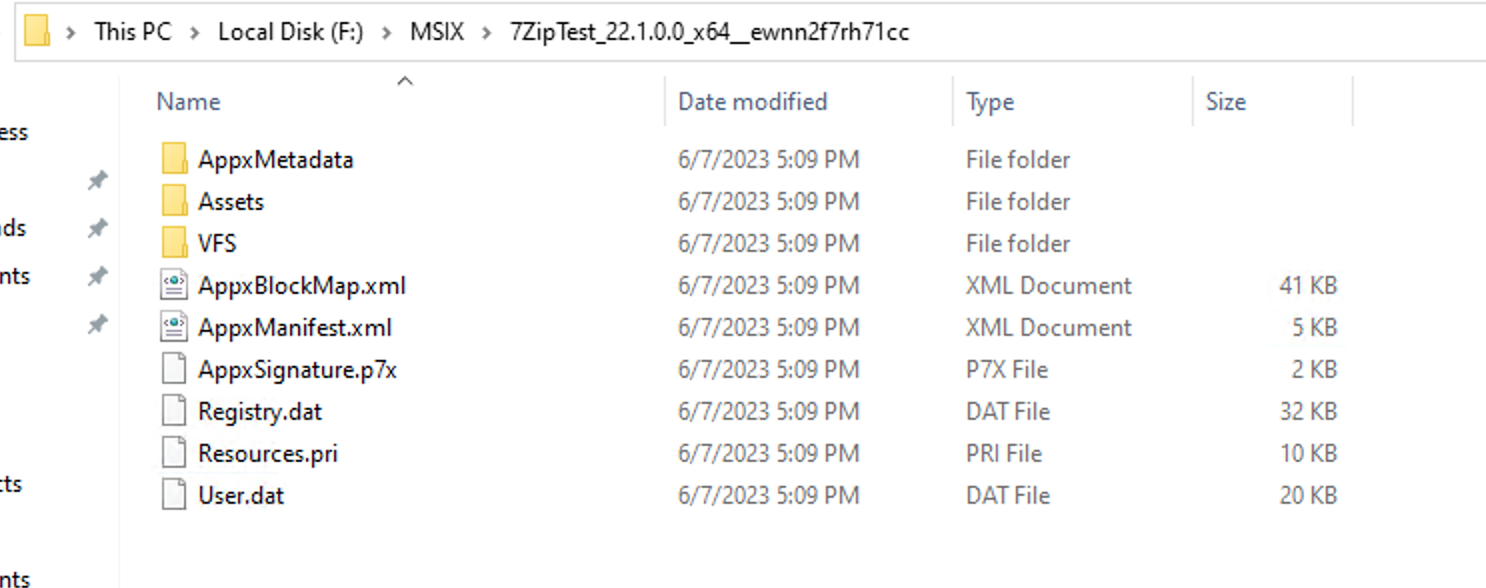 This PC > Local Disk (F:) > MSIX > 7ZipTest_22.1.0.0_x64__ewnn2f7rh71cc
Name Date modified Type Size
ess
AppxMetadata 6/7/2023 5:09 PM File folder
Assets 6/7/2023 5:09 PM File folder
ds
VFS 6/7/2023 5:09 PM File folder
nts
AppxBlockMap.xml 6/7/2023 5:09 PM XML Document 41 KB
AppxManifest.xml 6/7/2023 5:09 PM XML Document 5 KB
AppxSignature.p7x 6/7/2023 5:09 PM P7X File 2 KB
Registry.dat 6/7/2023 5:09 PM DAT File 32 KB
Resources.pri 6/7/2023 5:09 PM PRI File 10 KB
cts
User.dat 6/7/2023 5:09 PM DAT File 20 KB
nts